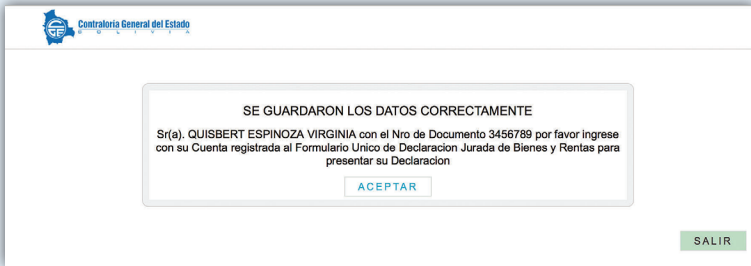 Contraloría General del Estado
BOLIVIA
SE GUARDARON LOS DATOS CORRECTAMENTE
Sr(a). QUISBERT ESPINOZA VIRGINIA con el Nro de Documento 3456789 por favor ingrese
con su Cuenta registrada al Formulario Unico de Declaracion Jurada de Bienes y Rentas para
presentar su Declaracion
ACEPTAR
SALIR